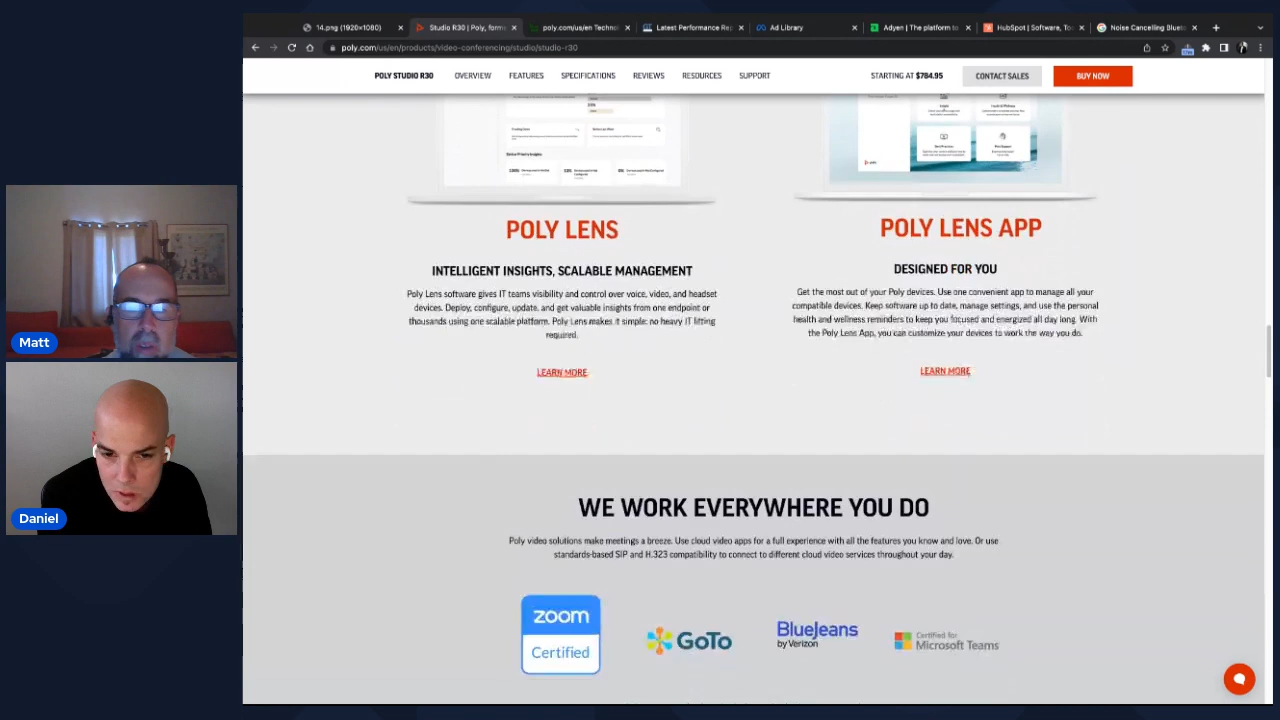 14.png (1920×1080)
Studio R30 | Poly, form
poly.com/us/en Technol
Latest Performance Rep
Ad Library
Adyen | The platform to
HubSpot | Software, To
Noise Cancelling Blueto
poly.com/us/en/products/video-conferencing/studio/studio-r30
POLY STUDIO R30
OVERVIEW
FEATURES
SPECIFICATIONS
REVIEWS
RESOURCES
SUPPORT
STARTING AT $784.95
CONTACT SALES
BUY NOW
POLY LENS
INTELLIGENT INSIGHTS, SCALABLE MANAGEMENT
Poly Lens software gives IT teams visibility and control over voice, video, and headset
devices. Deploy, configure, update, and get valuable insights from one endpoint or
thousands using one scalable platform. Poly Lens makes it simple: no heavy IT lifting
required.
LEARN MORE
POLY LENS APP
DESIGNED FOR YOU
Get the most out of your Poly devices. Use one convenient app to manage all your
compatible devices. Keep software up to date, manage settings, and use the personal
health and wellness reminders to keep you focused and energized all day long. With
the Poly Lens App, you can customize your devices to work the way you do.
LEARN MORE
WE WORK EVERYWHERE YOU DO
Poly video solutions make meetings a breeze. Use cloud video apps for a full experience with all the features you know and love. Or use
standards-based SIP and H.323 compatibility to connect to different cloud video services throughout your day.
zoom
Certified
GoTo
BlueJeans
by Verizon
Certified for
Microsoft Teams
Matt
Daniel